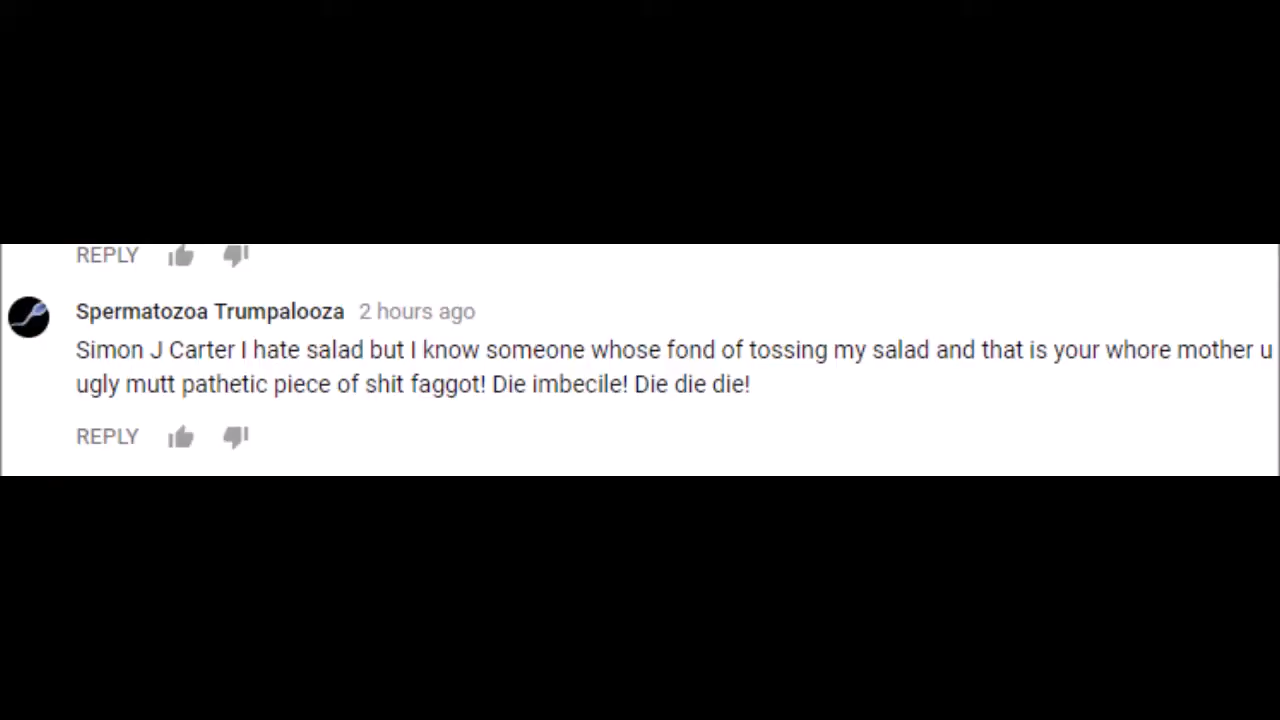 REPLY
Spermatozoa Trumpalooza 2 hours ago
Simon J Carter I hate salad but I know someone whose fond of tossing my salad and that is your whore mother u
ugly mutt pathetic piece of shit faggot! Die imbecile! Die die die!
REPLY